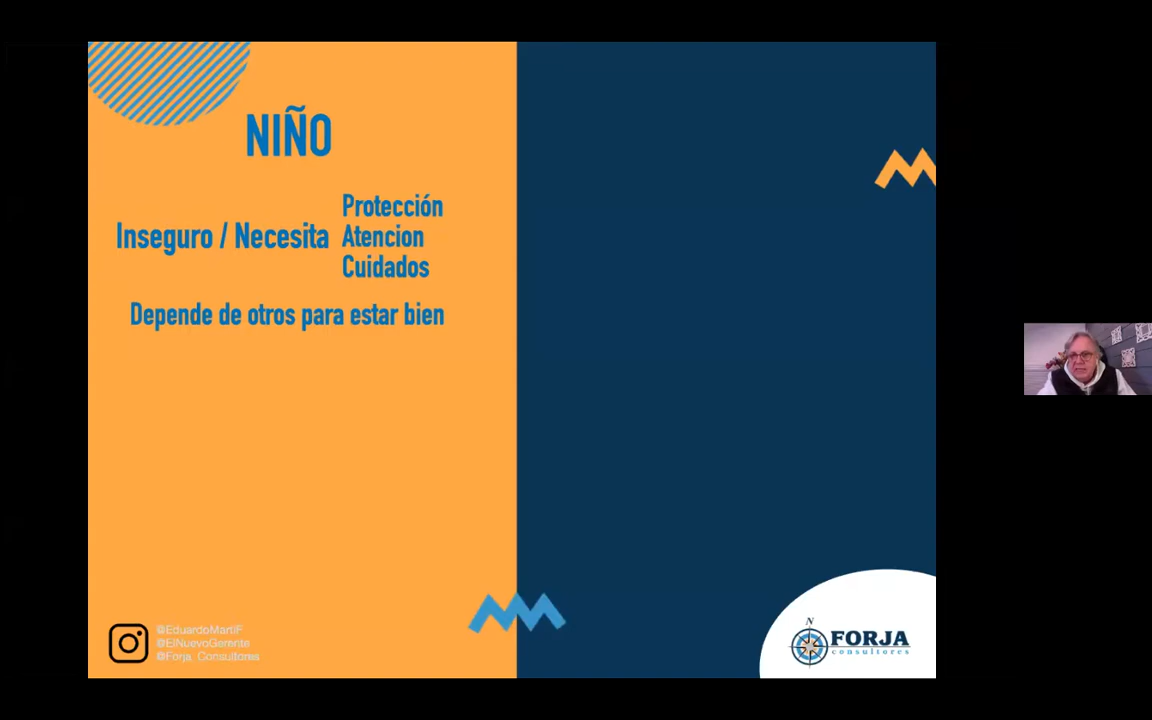 NIÑO
Protección
Inseguro / Necesita Atencion
Cuidados
Depende de otros para estar bien
@EduardoMartiF
@ElNuevoGerente
@Forja_Consultores
N
FORJA
consultores